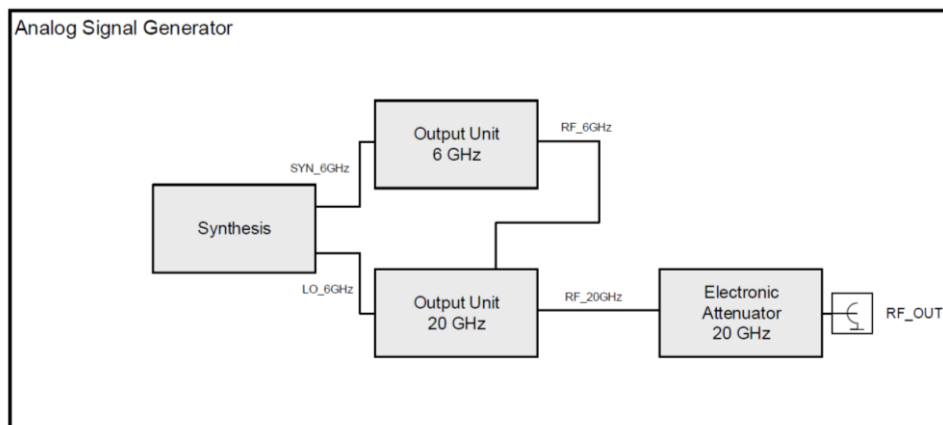 Analog Signal Generator
Output Unit
6 GHz
RF_6GHz
SYN_6GHz
Synthesis
LO_6GHz
Output Unit
20 GHz
RF_20GHz
Electronic
Attenuator
20 GHz
RF_OUT